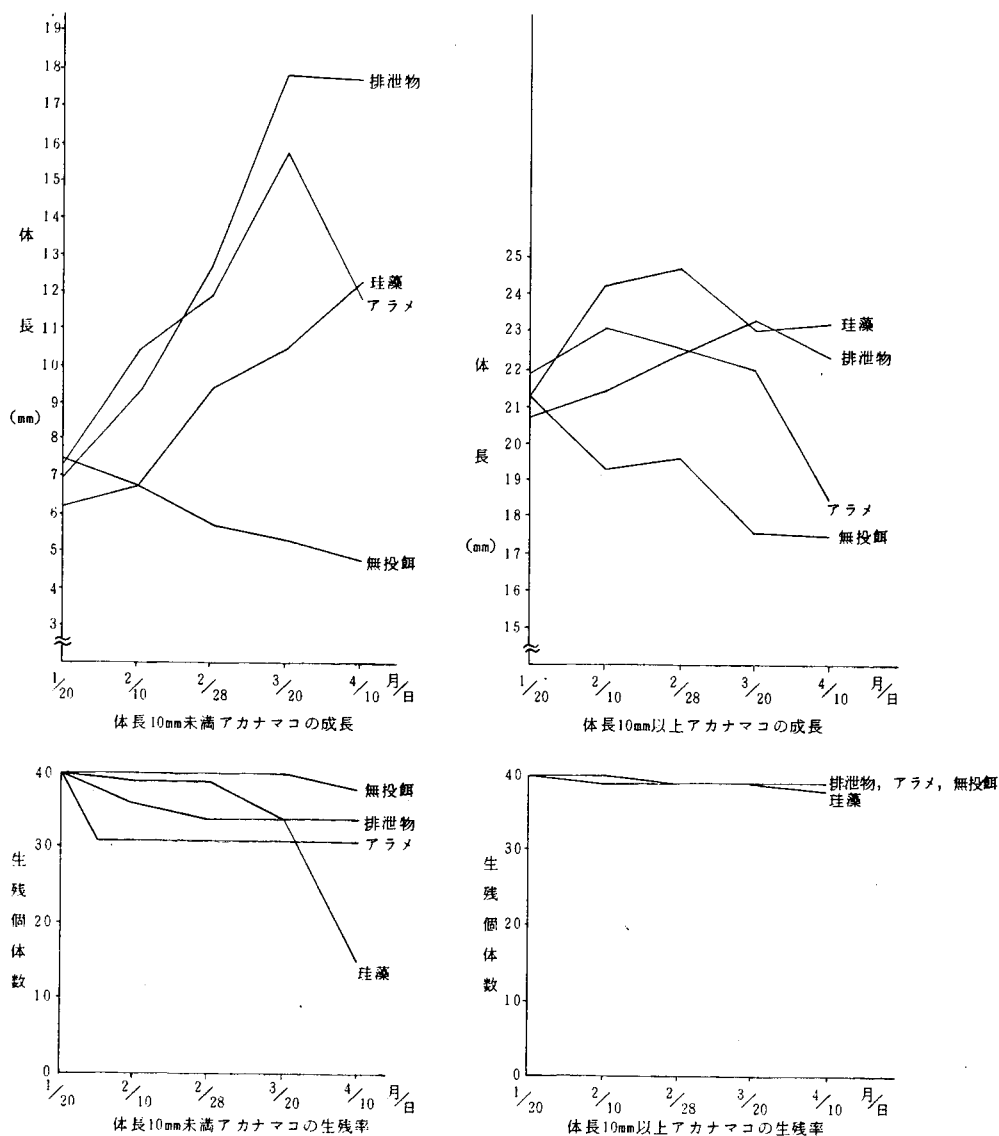 19
18
17
16
15
14
13
12
11
10
9
8
7
6
5
4
3
体長(mm)
排泄物
珪藻
アラメ
無投餌
1/20 2/10 2/28 3/20 4/10 月/日
体長10mm未満アカナマコの成長
25
24
23
22
21
20
19
18
17
16
15
体長(mm)
珪藻
排泄物
アラメ
無投餌
1/20 2/10 2/28 3/20 4/10 月/日
体長10mm以上アカナマコの成長
40
30
20
10
0
生残個体数
無投餌
排泄物
アラメ
珪藻
1/20 2/10 2/28 3/20 4/10 月/日
体長10mm未満アカナマコの生残率
40
30
20
10
0
生残個体数
排泄物,アラメ,無投餌
珪藻
1/20 2/10 2/28 3/20 4/10 月/日
体長10mm以上アカナマコの生残率